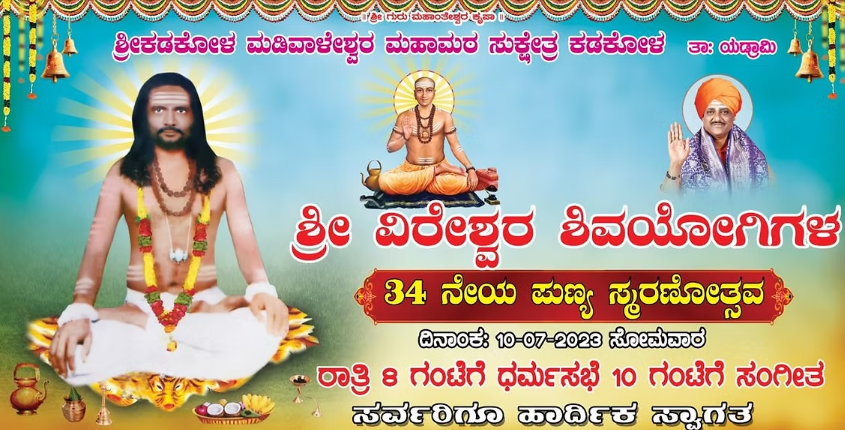 ॥ ಶ್ರೀ ಗುರು ಮಹಾಂತೇಶ್ವರ ಕೃಪಾ ॥
ಶ್ರೀಕಡಕೋಳ ಮಡಿವಾಳೇಶ್ವರ ಮಹಾಮಠ ಸುಕ್ಷೇತ್ರ ಕಡಕೋಳ ತಾ: ಯಡ್ರಾಮಿ
ಶ್ರೀ ವಿರೇಶ್ವರ ಶಿವಯೋಗಿಗಳ
34 ನೇಯ ಪುಣ್ಯ ಸ್ಮರಣೋತ್ಸವ
ದಿನಾಂಕ: 10-07-2023 ಸೋಮವಾರ
ರಾತ್ರಿ 8 ಗಂಟೆಗೆ ಧರ್ಮಸಭೆ 10 ಗಂಟೆಗೆ ಸಂಗೀತ
ಸರ್ವರಿಗೂ ಹಾರ್ದಿಕ ಸ್ವಾಗತ